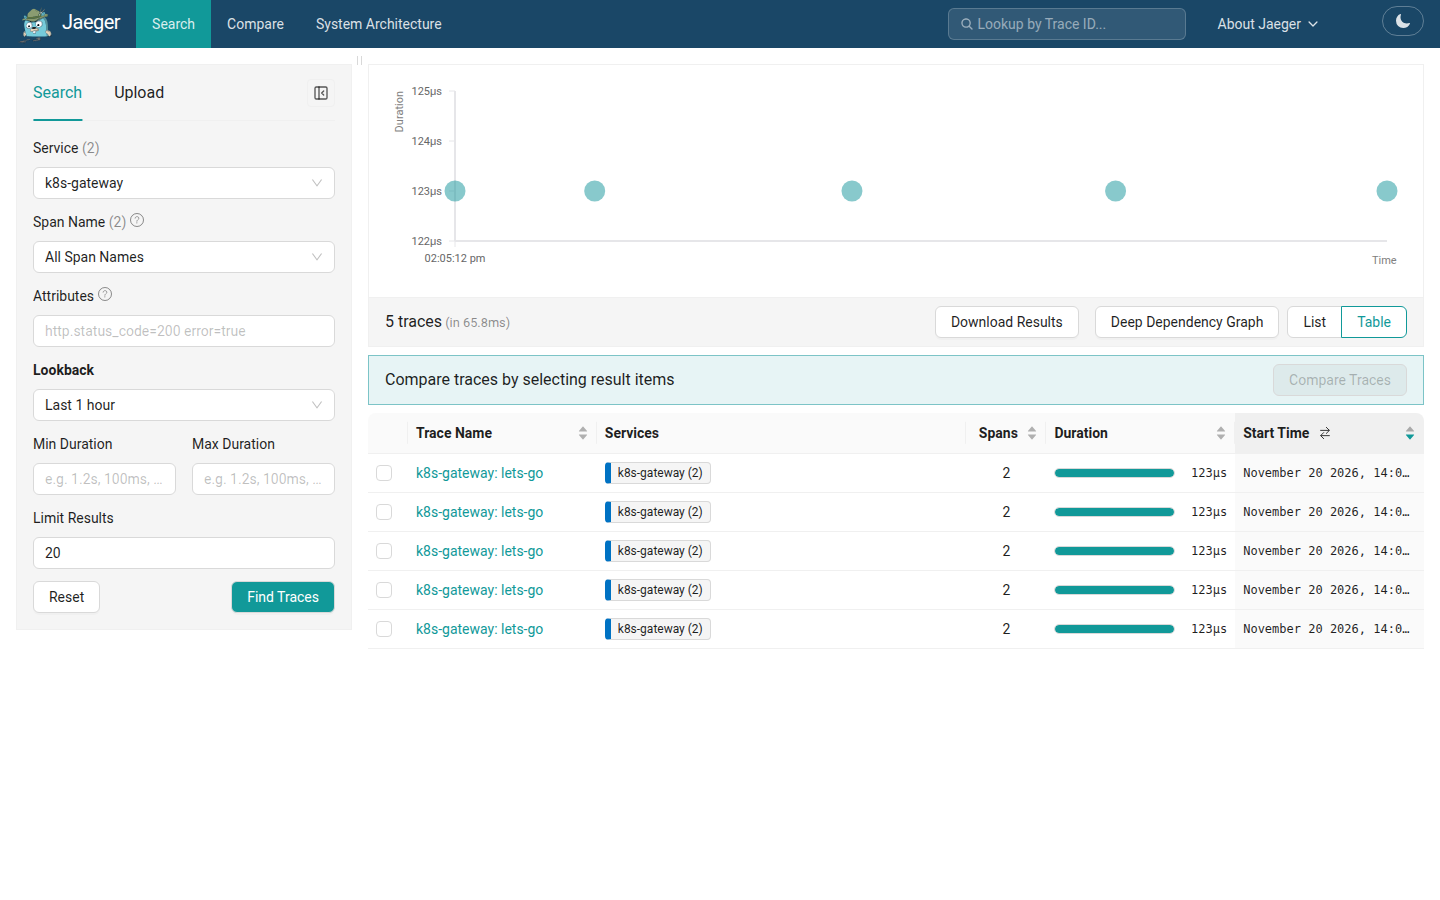 Jaeger
Search
Compare
System Architecture
Lookup by Trace ID...
About Jaeger
Search
Upload
Service (2)
k8s-gateway
Span Name (2)
All Span Names
Attributes
http.status_code=200 error=true
Lookback
Last 1 hour
Min Duration
Max Duration
e.g. 1.2s, 100ms, ...
e.g. 1.2s, 100ms, ...
Limit Results
20
Reset
Find Traces
Duration
125μs
124μs
123μs
122μs
02:05:12 pm
Time
5 traces (in 65.8ms)
Download Results
Deep Dependency Graph
List
Table
Compare traces by selecting result items
Compare Traces
Trace Name Services Spans Duration Start Time
k8s-gateway: lets-go k8s-gateway (2) 2 123μs November 20 2026, 14:0…
k8s-gateway: lets-go k8s-gateway (2) 2 123μs November 20 2026, 14:0…
k8s-gateway: lets-go k8s-gateway (2) 2 123μs November 20 2026, 14:0…
k8s-gateway: lets-go k8s-gateway (2) 2 123μs November 20 2026, 14:0…
k8s-gateway: lets-go k8s-gateway (2) 2 123μs November 20 2026, 14:0…